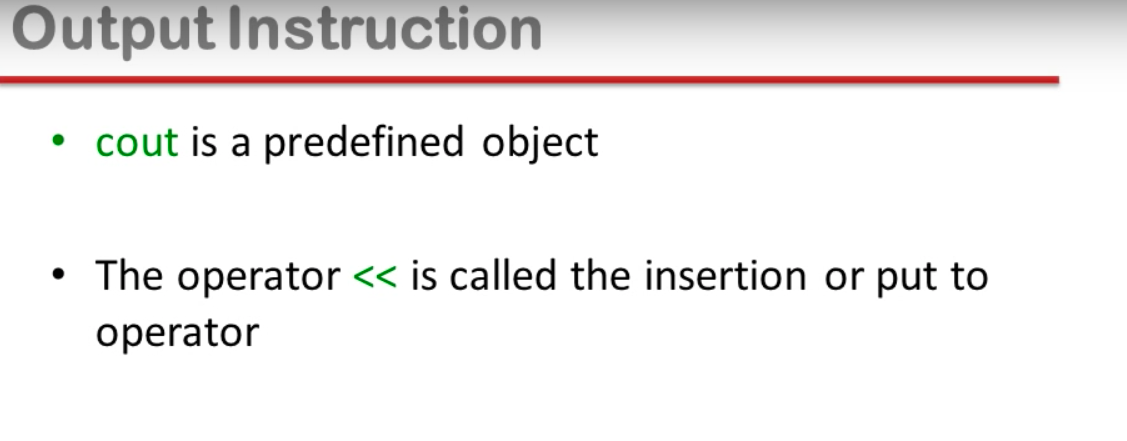 Output Instruction
• cout is a predefined object
• The operator << is called the insertion or put to
operator